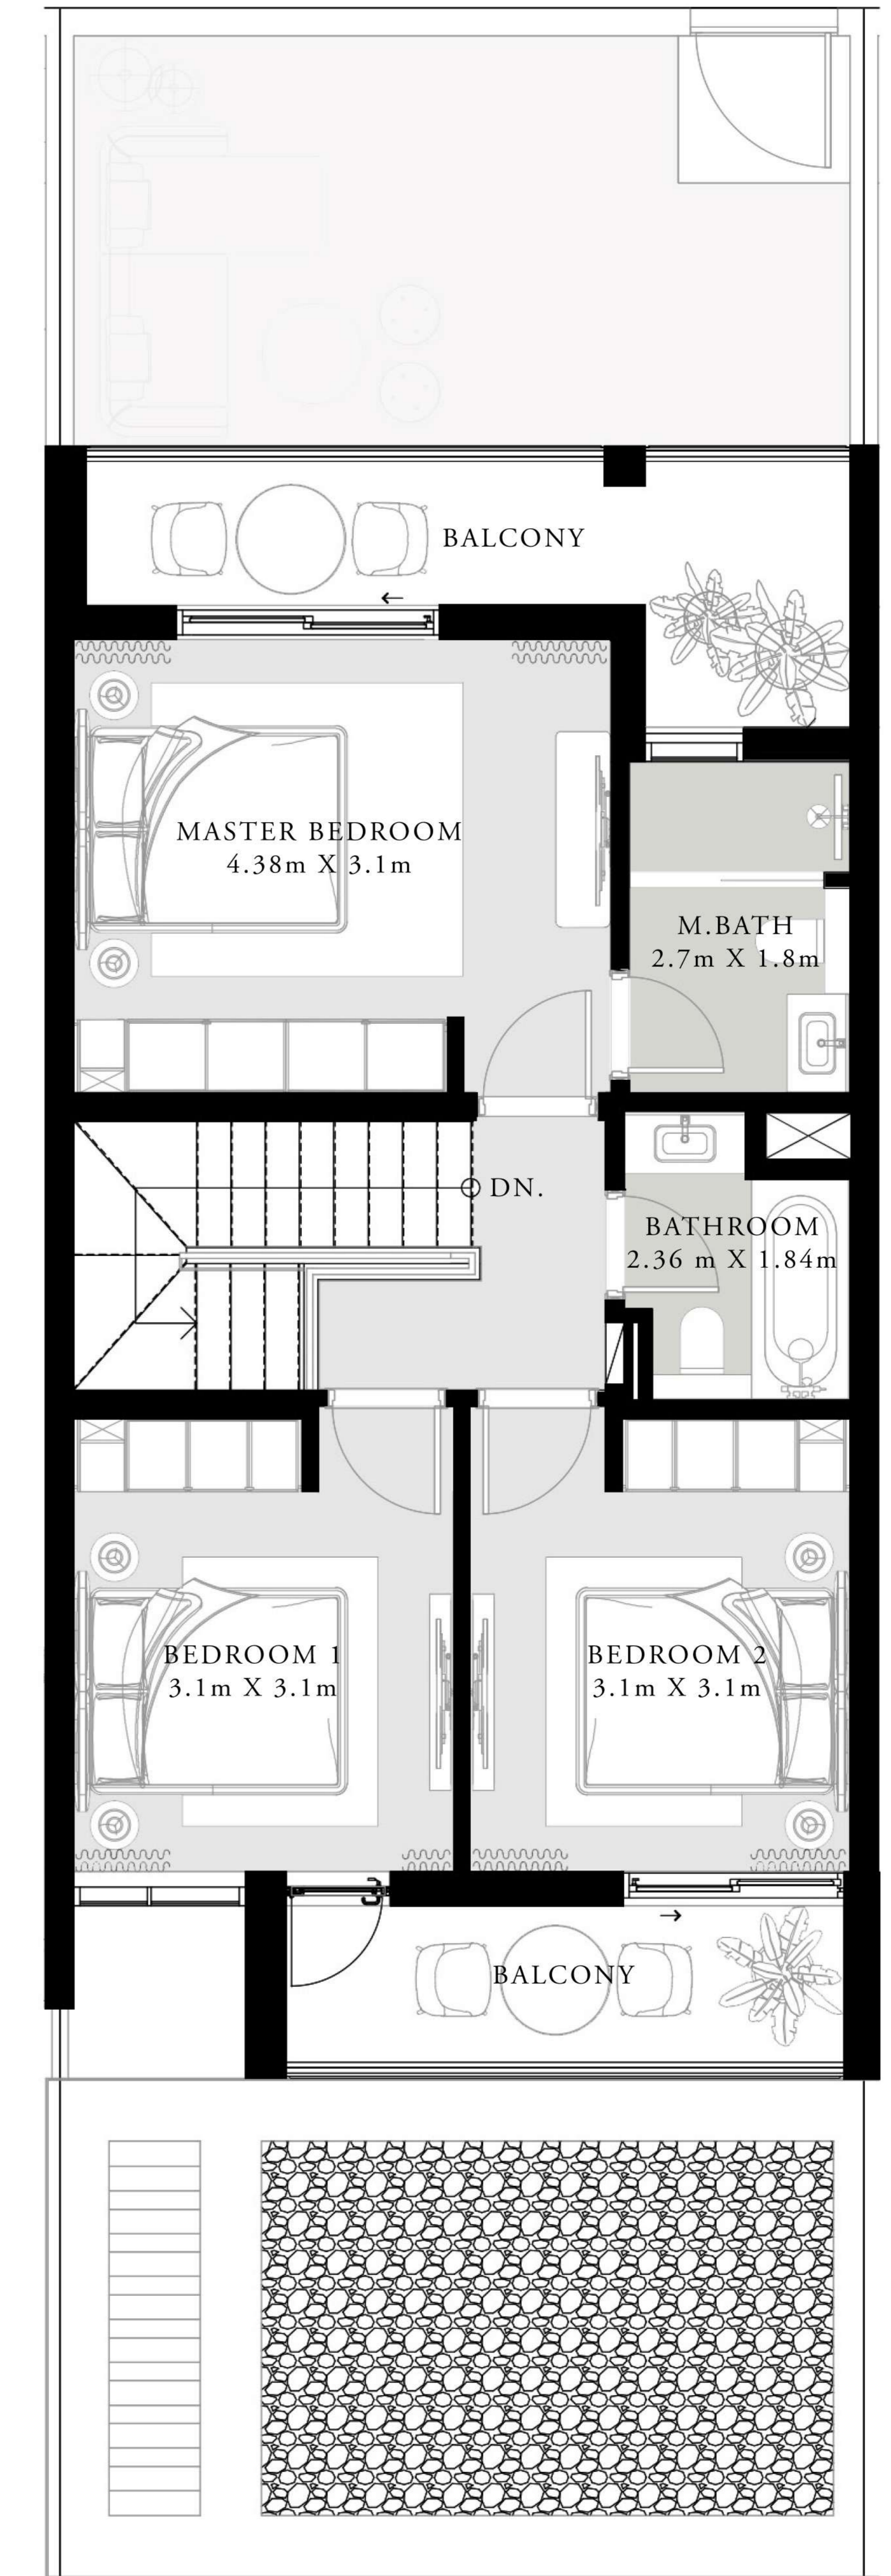 BALCONY
MASTER BEDROOM
4.38m X 3.1m
M.BATH
2.7m X 1.8m
DN.
BATHROOM
2.36 m X 1.84m
BEDROOM 1
3.1m X 3.1m
BEDROOM 2
3.1m X 3.1m
BALCONY